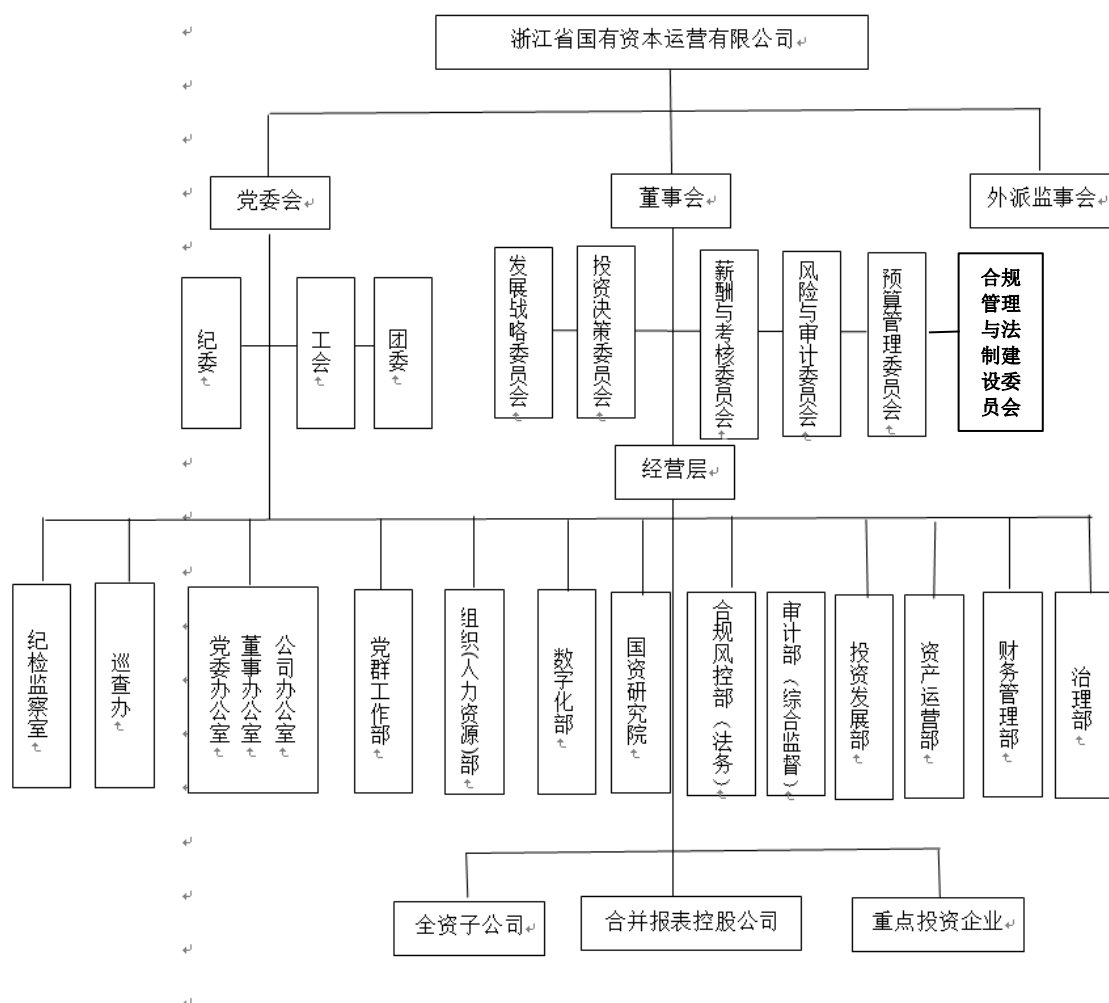 浙江省国有资本运营有限公司
党委会
董事会
外派监事会
纪委
工会
团委
发展战略委员会
投资决策委员会
薪酬与考核委员会
风险与审计委员会
预算管理委员会
合规
管理
与法
制建
设委
员会
经营层
纪检监察室
巡查办
党委办公室
董事办公室
公司办公室
党群工作部
组织(人力资源)部
数字化部
国资研究院
合规风控部（法务）
审计部（综合监督）
投资发展部
资产运营部
财务管理部
治理部
全资子公司
合并报表控股公司
重点投资企业